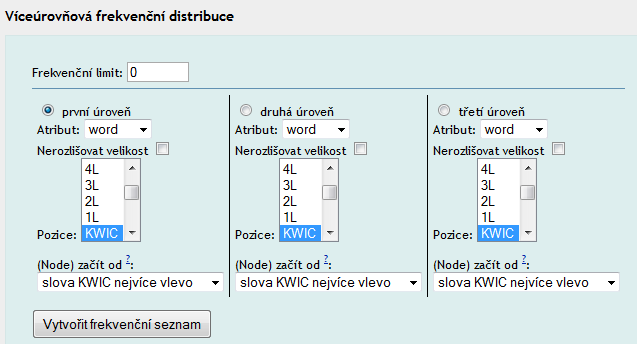 Víceúrovňová frekvenční distribuce
Frekvenční limit: 0
první úroveň
Atribut: word
Nerozlišovat velikost
4L
3L
2L
1L
Pozice: KWIC
(Node) začít od ?:
slova KWIC nejvíce vlevo
druhá úroveň
Atribut: word
Nerozlišovat velikost
4L
3L
2L
1L
Pozice: KWIC
(Node) začít od ?:
slova KWIC nejvíce vlevo
třetí úroveň
Atribut: word
Nerozlišovat velikost
4L
3L
2L
1L
Pozice: KWIC
(Node) začít od ?:
slova KWIC nejvíce vlevo
Vytvořit frekvenční seznam